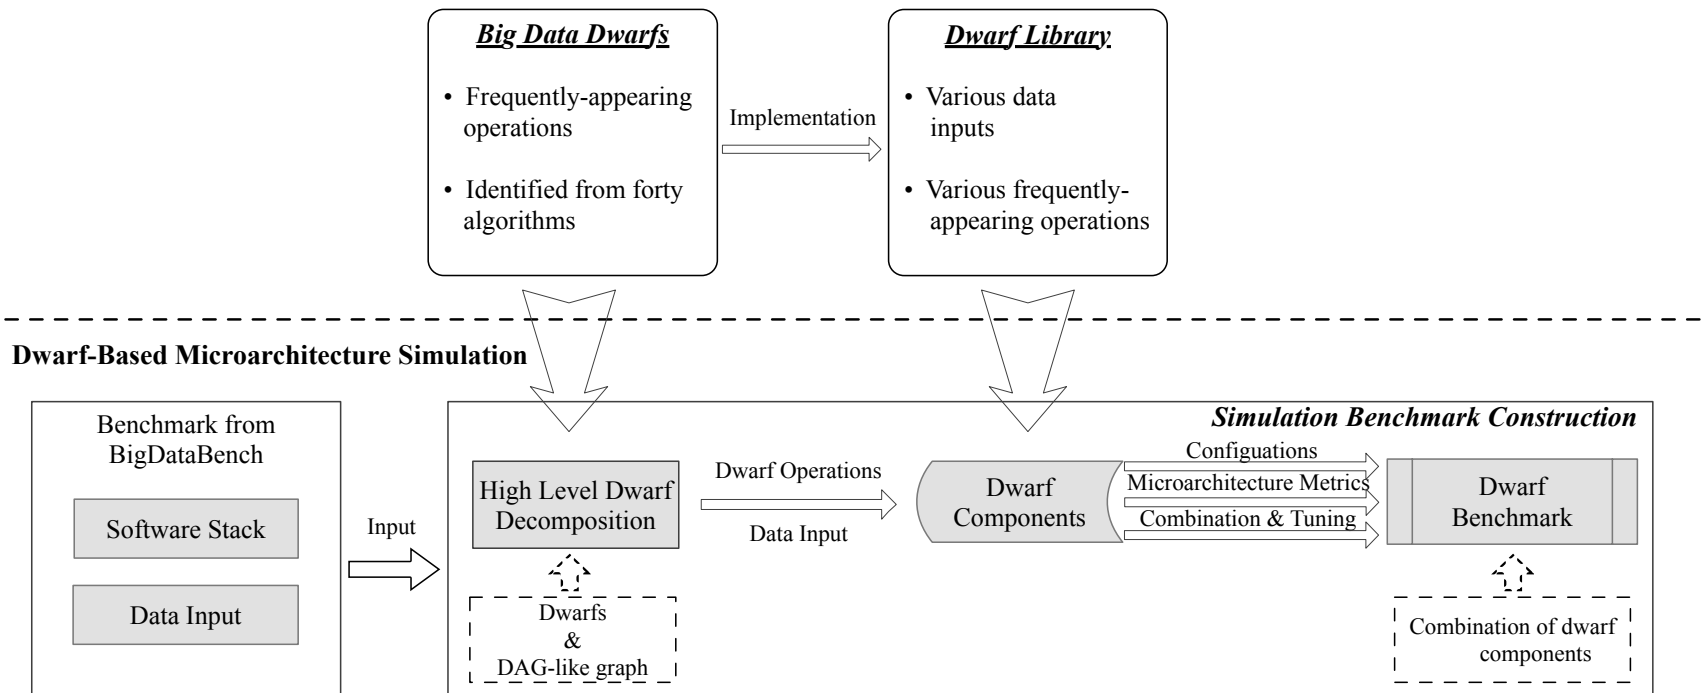 Big Data Dwarfs
• Frequently-appearing
operations
• Identified from forty
algorithms
Implementation
Dwarf Library
• Various data
inputs
• Various frequently-
appearing operations
Dwarf-Based Microarchitecture Simulation
Benchmark from
BigDataBench
Software Stack
Data Input
Input
Simulation Benchmark Construction
High Level Dwarf
Decomposition
Dwarfs
&
DAG-like graph
Dwarf Operations
Data Input
Dwarf
Components
Configuations
Microarchitecture Metrics
Combination & Tuning
Dwarf
Benchmark
Combination of dwarf
components